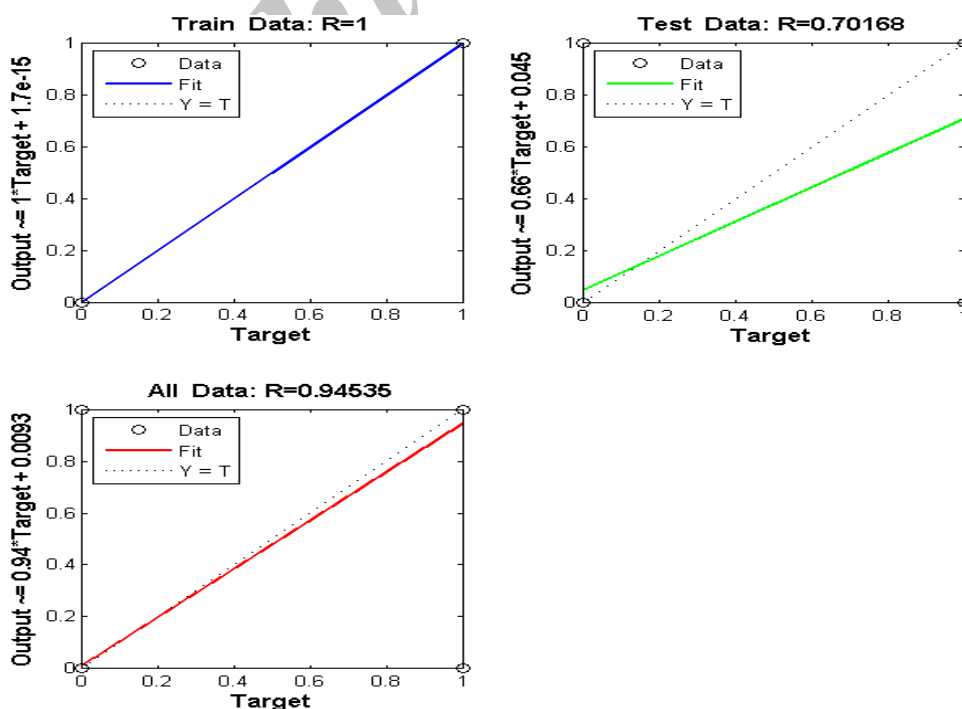 Train Data: R=1
Output ~= 1*Target + 1.7e-15
1
0.8
0.6
0.4
0.2
0
Data
Fit
Y = T
0 0.2 0.4 0.6 0.8 1
Target
Test Data: R=0.70168
Output ~= 0.66*Target + 0.045
1
0.8
0.6
0.4
0.2
0
Data
Fit
Y = T
0 0.2 0.4 0.6 0.8 1
Target
All Data: R=0.94535
Output ~= 0.94*Target + 0.0093
1
0.8
0.6
0.4
0.2
0
Data
Fit
Y = T
0 0.2 0.4 0.6 0.8 1
Target